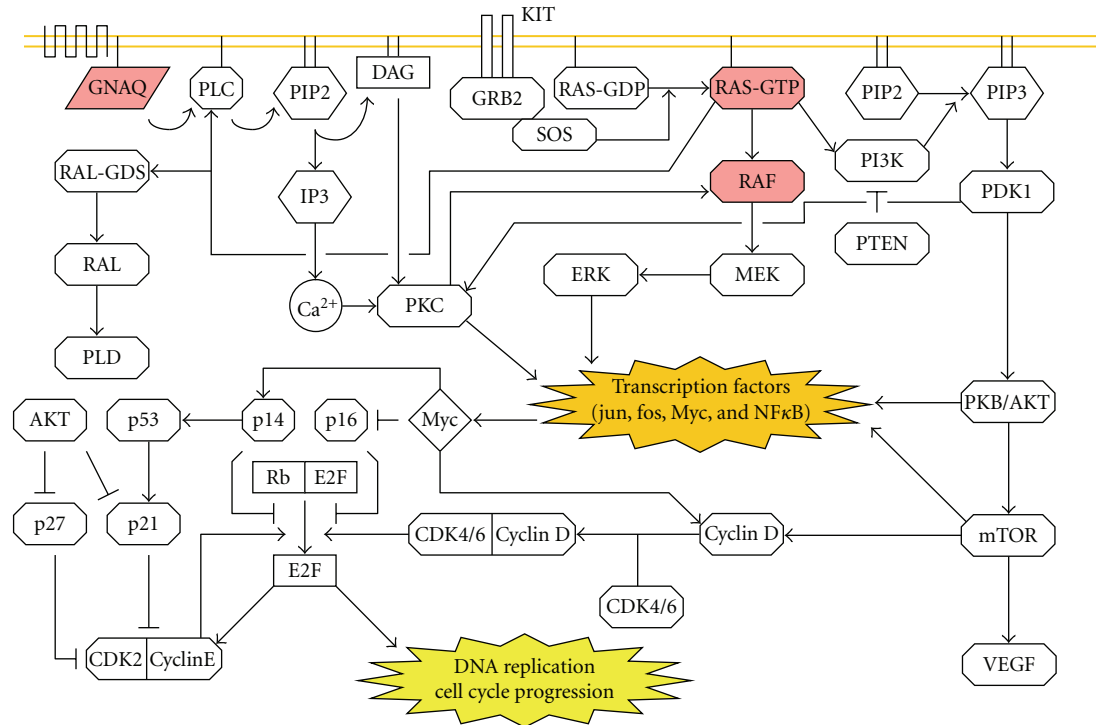 KIT
GNAQ
PLC
PIP2
DAG
GRB2
SOS
RAS-GDP
RAS-GTP
PIP2
PIP3
RAL-GDS
IP3
RAF
PI3K
PDK1
PTEN
RAL
Ca²⁺
PKC
ERK
MEK
PLD
Transcription factors
(jun, fos, Myc, and NFκB)
PKB/AKT
AKT
p53
p14
p16
Myc
Rb
E2F
p27
p21
CDK4/6
Cyclin D
Cyclin D
mTOR
E2F
CDK4/6
CDK2
CyclinE
DNA replication
cell cycle progression
VEGF